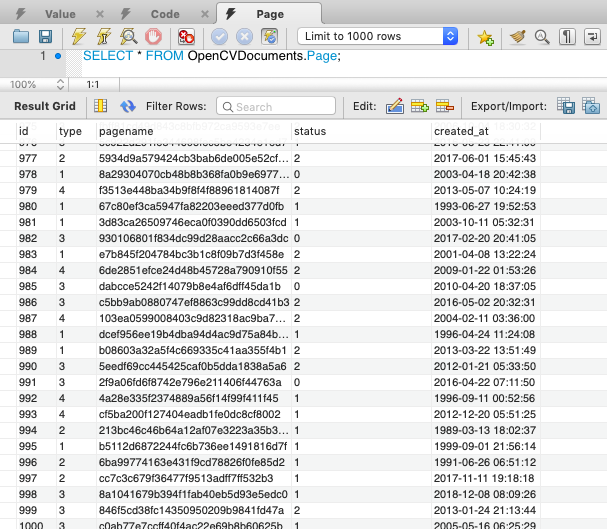 Value Code Page
Limit to 1000 rows
1 SELECT * FROM OpenCVDocuments.Page;
100% 1:1
Result Grid Filter Rows: Search Edit: Export/Import:
id type pagename status created_at
977 2 5934d9a579424cb3bab6de005e52cf... 2 2017-06-01 15:45:43
978 1 8a29304070cb48b8b368fa0b9e6977... 0 2003-04-18 20:42:38
979 4 f3513e448ba34b9f8f4f88961814087f 2 2013-05-07 10:24:19
980 1 67c80ef3ca5947fa82203eeed377d0fb 1 1993-06-27 19:52:53
981 1 3d83ca26509746eca0f0390dd6503fcd 1 2003-10-11 05:32:31
982 3 930106801f834dc99d28aacc2c66a3dc 0 2017-02-20 20:41:05
983 1 e7b845f204784bc3b1c8f09b7d3f458e 2 2001-04-08 13:22:24
984 4 6de2851efce24d48b45728a790910f55 2 2009-01-22 01:53:26
985 3 dabcce5242f14079b8e4af6dff45da1b 0 2010-04-20 18:37:05
986 3 c5bb9ab0880747ef8863c99dd8cd41b3 2 2016-05-02 20:32:31
987 4 103ea0599008403c9d82318ac9ba7... 2 2004-02-11 03:36:00
988 1 dcef956ee19b4dba94d4ac9d75a84b... 1 1996-04-24 11:24:08
989 1 b08603a32a5f4c669335c41aa355f4b1 2 2013-03-22 13:51:49
990 3 5eedf69cc445425caf0b5dda1838a5a6 2 2012-01-21 05:33:50
991 3 2f9a06fd6f8742e796e211406f44763a 0 2016-04-22 07:11:50
992 4 4a28e335f2374889a56f14f99f411f45 1 1996-09-11 00:52:56
993 4 cf5ba200f127404eadb1fe0dc8cf8002 1 2012-12-20 05:51:25
994 2 213bc46c46b64a12af07e3223a35b3... 1 1989-03-13 18:02:37
995 1 b5112d6872244fc6b736ee1491816d7f 1 1999-09-01 21:56:14
996 2 6ba99774163e431f9cd78826f0fe85d2 1 1991-06-26 06:51:12
997 2 cc7c3c679f36477f9513adff7ff532b3 1 2017-11-11 19:18:18
998 3 8a1041679b394f1fab40eb5d93e5edc0 1 2018-12-08 08:09:26
999 3 846f5cd38fc14350950209b9841fd47a 2 2013-01-24 21:13:44
1000 3 c0ab77e7ccff40f4ac22e69b8b60625b 1 2005-05-16 06:25:29